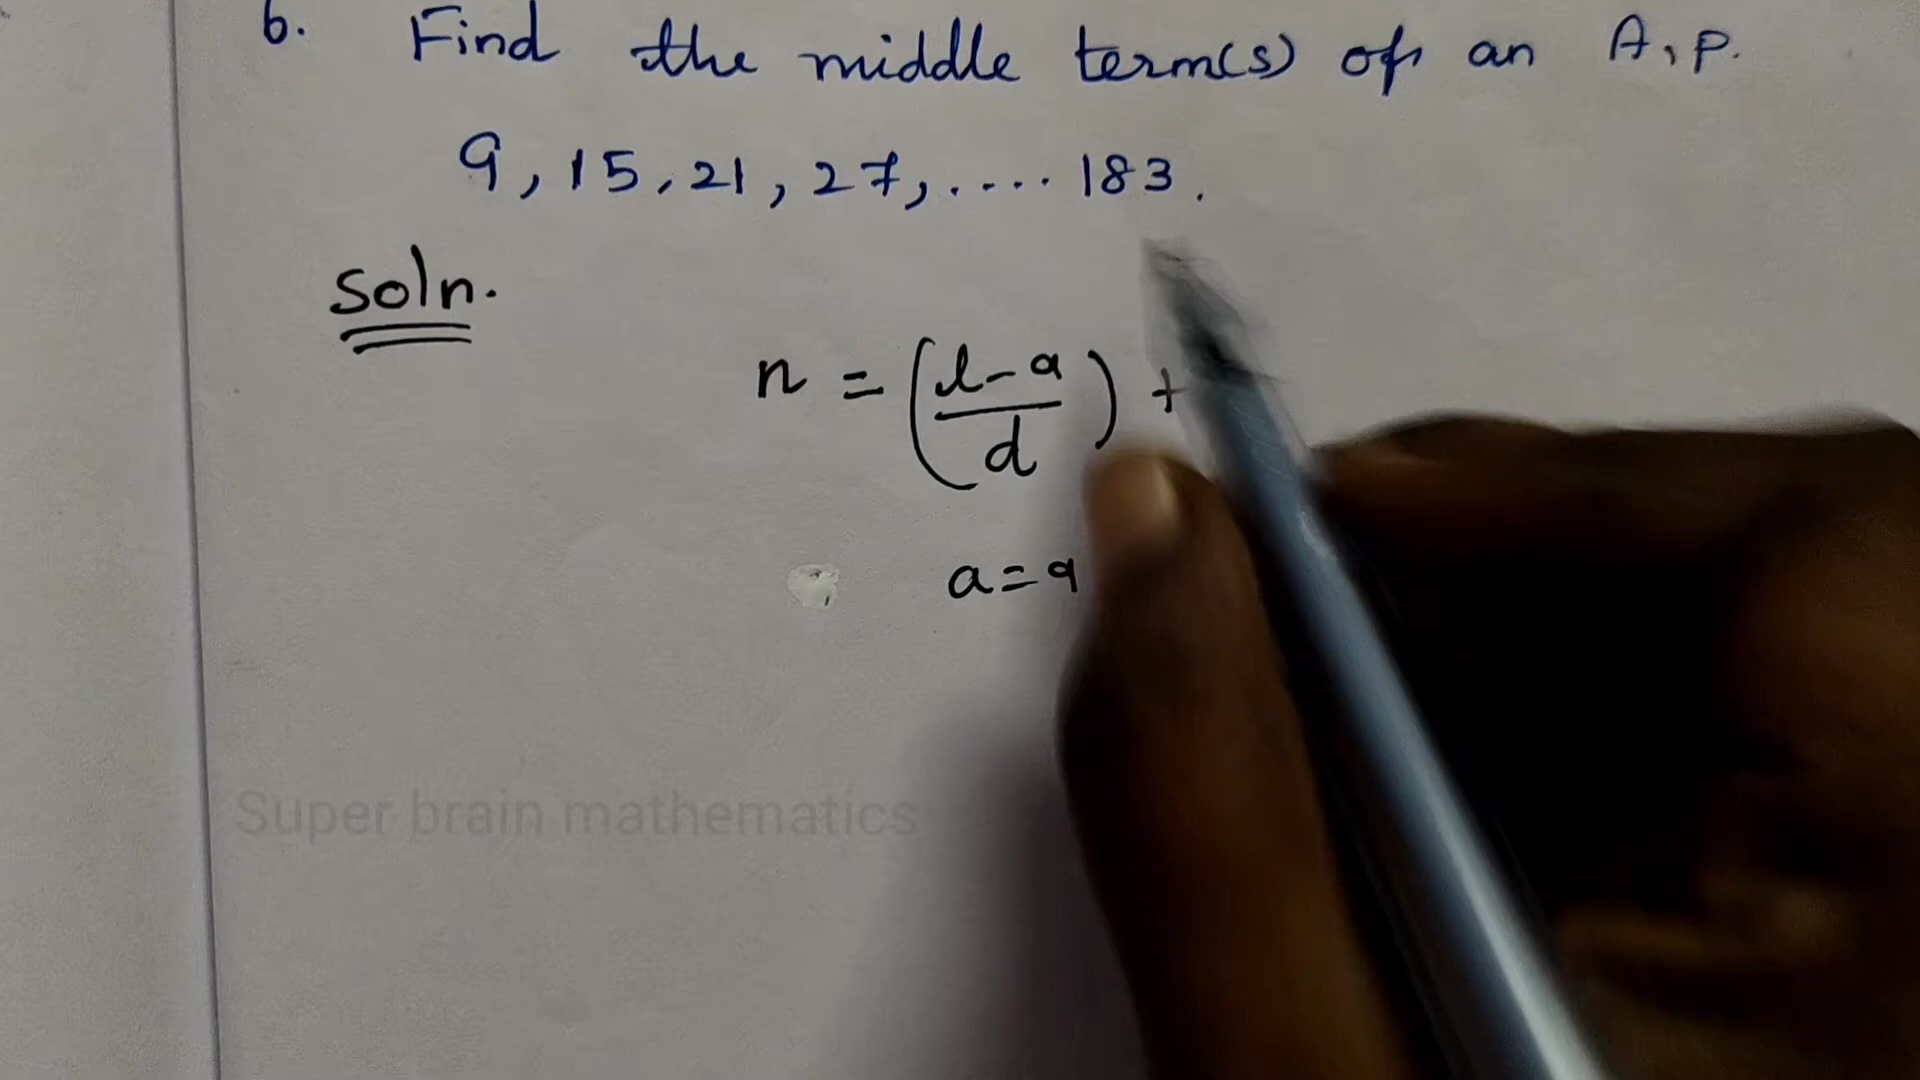 6. Find the middle term(s) of an A.P.
9, 15, 21, 27, .... 183.
Soln.
n = (l-a/d) +
a = 9
Super brain mathematics